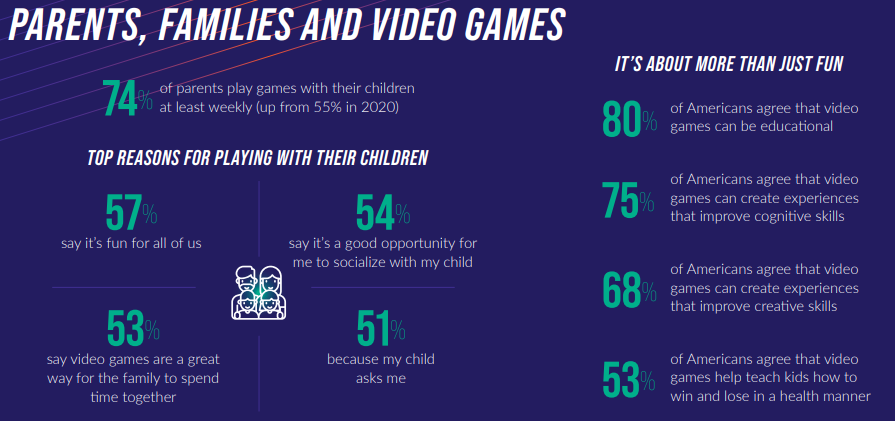 PARENTS, FAMILIES AND VIDEO GAMES
74% of parents play games with their children
at least weekly (up from 55% in 2020)
TOP REASONS FOR PLAYING WITH THEIR CHILDREN
57%
say it's fun for all of us
54%
say it's a good opportunity for
me to socialize with my child
53%
say video games are a great
way for the family to spend
time together
51%
because my child
asks me
IT'S ABOUT MORE THAN JUST FUN
80%
of Americans agree that video
games can be educational
75%
of Americans agree that video
games can create experiences
that improve cognitive skills
68%
of Americans agree that video
games can create experiences
that improve creative skills
53%
of Americans agree that video
games help teach kids how to
win and lose in a health manner